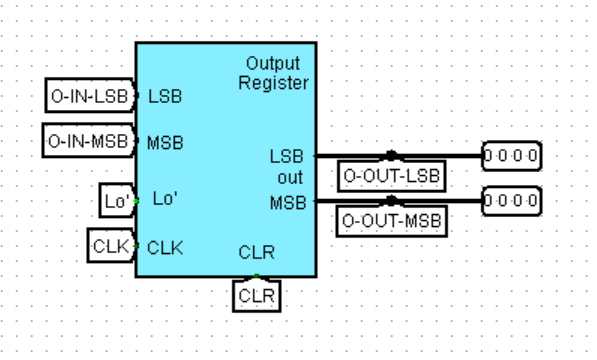 Output
Register
O-IN-LSB
LSB
O-IN-MSB
MSB
LSB
out
MSB
0 0 0 0
O-OUT-LSB
0 0 0 0
O-OUT-MSB
Lo'
Lo'
CLK
CLK
CLR
CLR